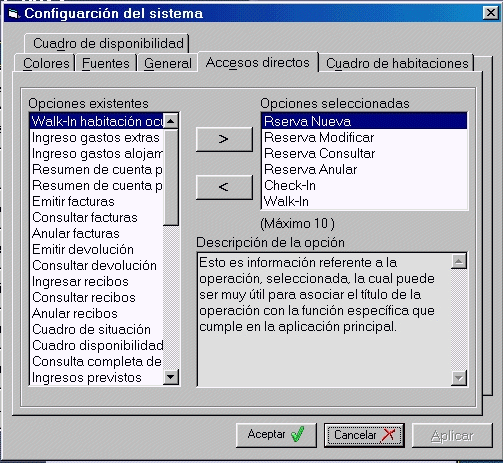 Configuarción del sistema
Cuadro de disponibilidad
Colores
Fuentes
General
Accesos directos
Cuadro de habitaciones
Opciones existentes
Walk-In habitación ocu
Ingreso gastos extras
Ingreso gastos alojam
Resumen de cuenta p
Resumen de cuenta p
Emitir facturas
Consultar facturas
Anular facturas
Emitir devolución
Consultar devolución
Ingresar recibos
Consultar recibos
Anular recibos
Cuadro de situación
Cuadro disponibilidad
Consulta completa de
Ingresos previstos
>
<
Opciones seleccionadas
Rserva Nueva
Reserva Modificar
Reserva Consultar
Reserva Anular
Check-In
Walk-In
(Máximo 10 )
Descripción de la opción
Esto es información referente a la
operación, seleccionada, la cual puede
ser muy útil para asociar el título de la
operación con la función específica que
cumple en la aplicación principal.
Aceptar
Cancelar
Aplicar